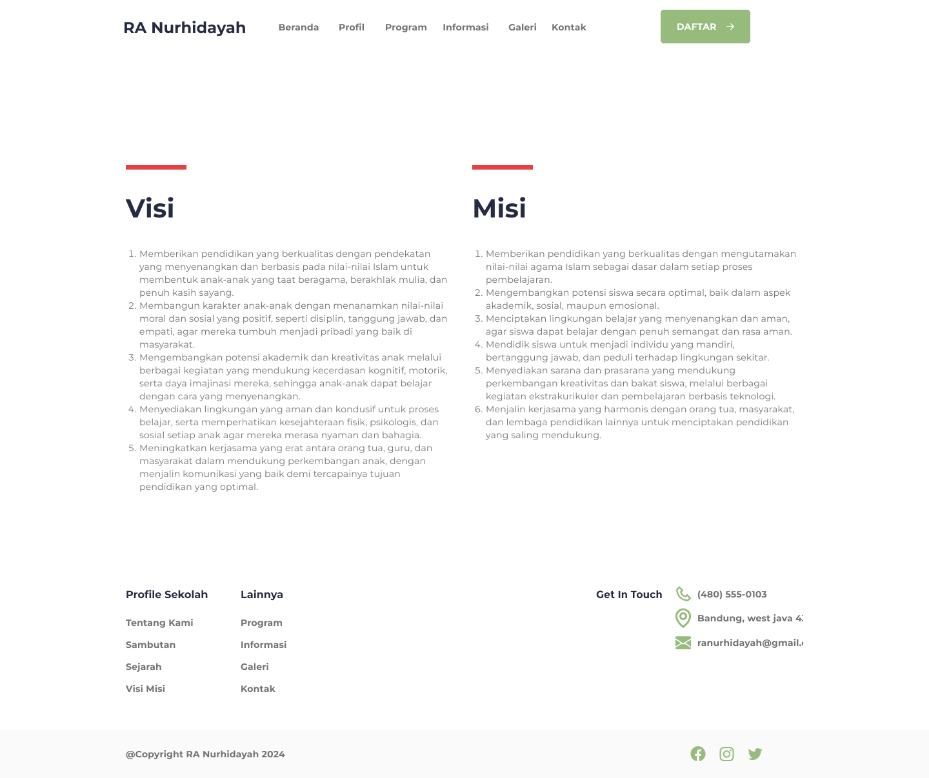 RA Nurhidayah
Beranda Profil Program Informasi Galeri Kontak
DAFTAR
Visi
1. Memberikan pendidikan yang berkualitas dengan pendekatan
yang menyenangkan dan berbasis pada nilai-nilai Islam untuk
membentuk anak-anak yang taat beragama, berakhlak mulia, dan
penuh kasih sayang.
2. Membangun karakter anak-anak dengan menanamkan nilai-nilai
moral dan sosial yang positif, seperti disiplin, tanggung jawab, dan
empati, agar mereka tumbuh menjadi pribadi yang baik di
masyarakat.
3. Mengembangkan potensi akademik dan kreativitas anak melalui
berbagai kegiatan yang mendukung kecerdasan kognitif, motorik,
serta daya imajinasi mereka, sehingga anak-anak dapat belajar
dengan cara yang menyenangkan.
4. Menyediakan lingkungan yang aman dan kondusif untuk proses
belajar, serta memperhatikan kesejahteraan fisik, psikologis, dan
sosial setiap anak agar mereka merasa nyaman dan bahagia.
5. Meningkatkan kerjasama yang erat antara orang tua, guru, dan
masyarakat dalam mendukung perkembangan anak, dengan
menjalin komunikasi yang baik demi tercapainya tujuan
pendidikan yang optimal.
Misi
1. Memberikan pendidikan yang berkualitas dengan mengutamakan
nilai-nilai agama Islam sebagai dasar dalam setiap proses
pembelajaran.
2. Mengembangkan potensi siswa secara optimal, baik dalam aspek
akademik, sosial, maupun emosional.
3. Menciptakan lingkungan belajar yang menyenangkan dan aman,
agar siswa dapat belajar dengan penuh semangat dan rasa aman.
4. Mendidik siswa untuk menjadi individu yang mandiri,
bertanggung jawab, dan peduli terhadap lingkungan sekitar.
5. Menyediakan sarana dan prasarana yang mendukung
perkembangan kreativitas dan bakat siswa, melalui berbagai
kegiatan ekstrakurikuler dan pembelajaran berbasis teknologi.
6. Menjalin kerjasama yang harmonis dengan orang tua, masyarakat,
dan lembaga pendidikan lainnya untuk menciptakan pendidikan
yang saling mendukung.
Profile Sekolah
Tentang Kami
Sambutan
Sejarah
Visi Misi
Lainnya
Program
Informasi
Galeri
Kontak
Get In Touch
(480) 555-0103
Bandung, west java
ranurhidayah@gmail.
@Copyright RA Nurhidayah 2024